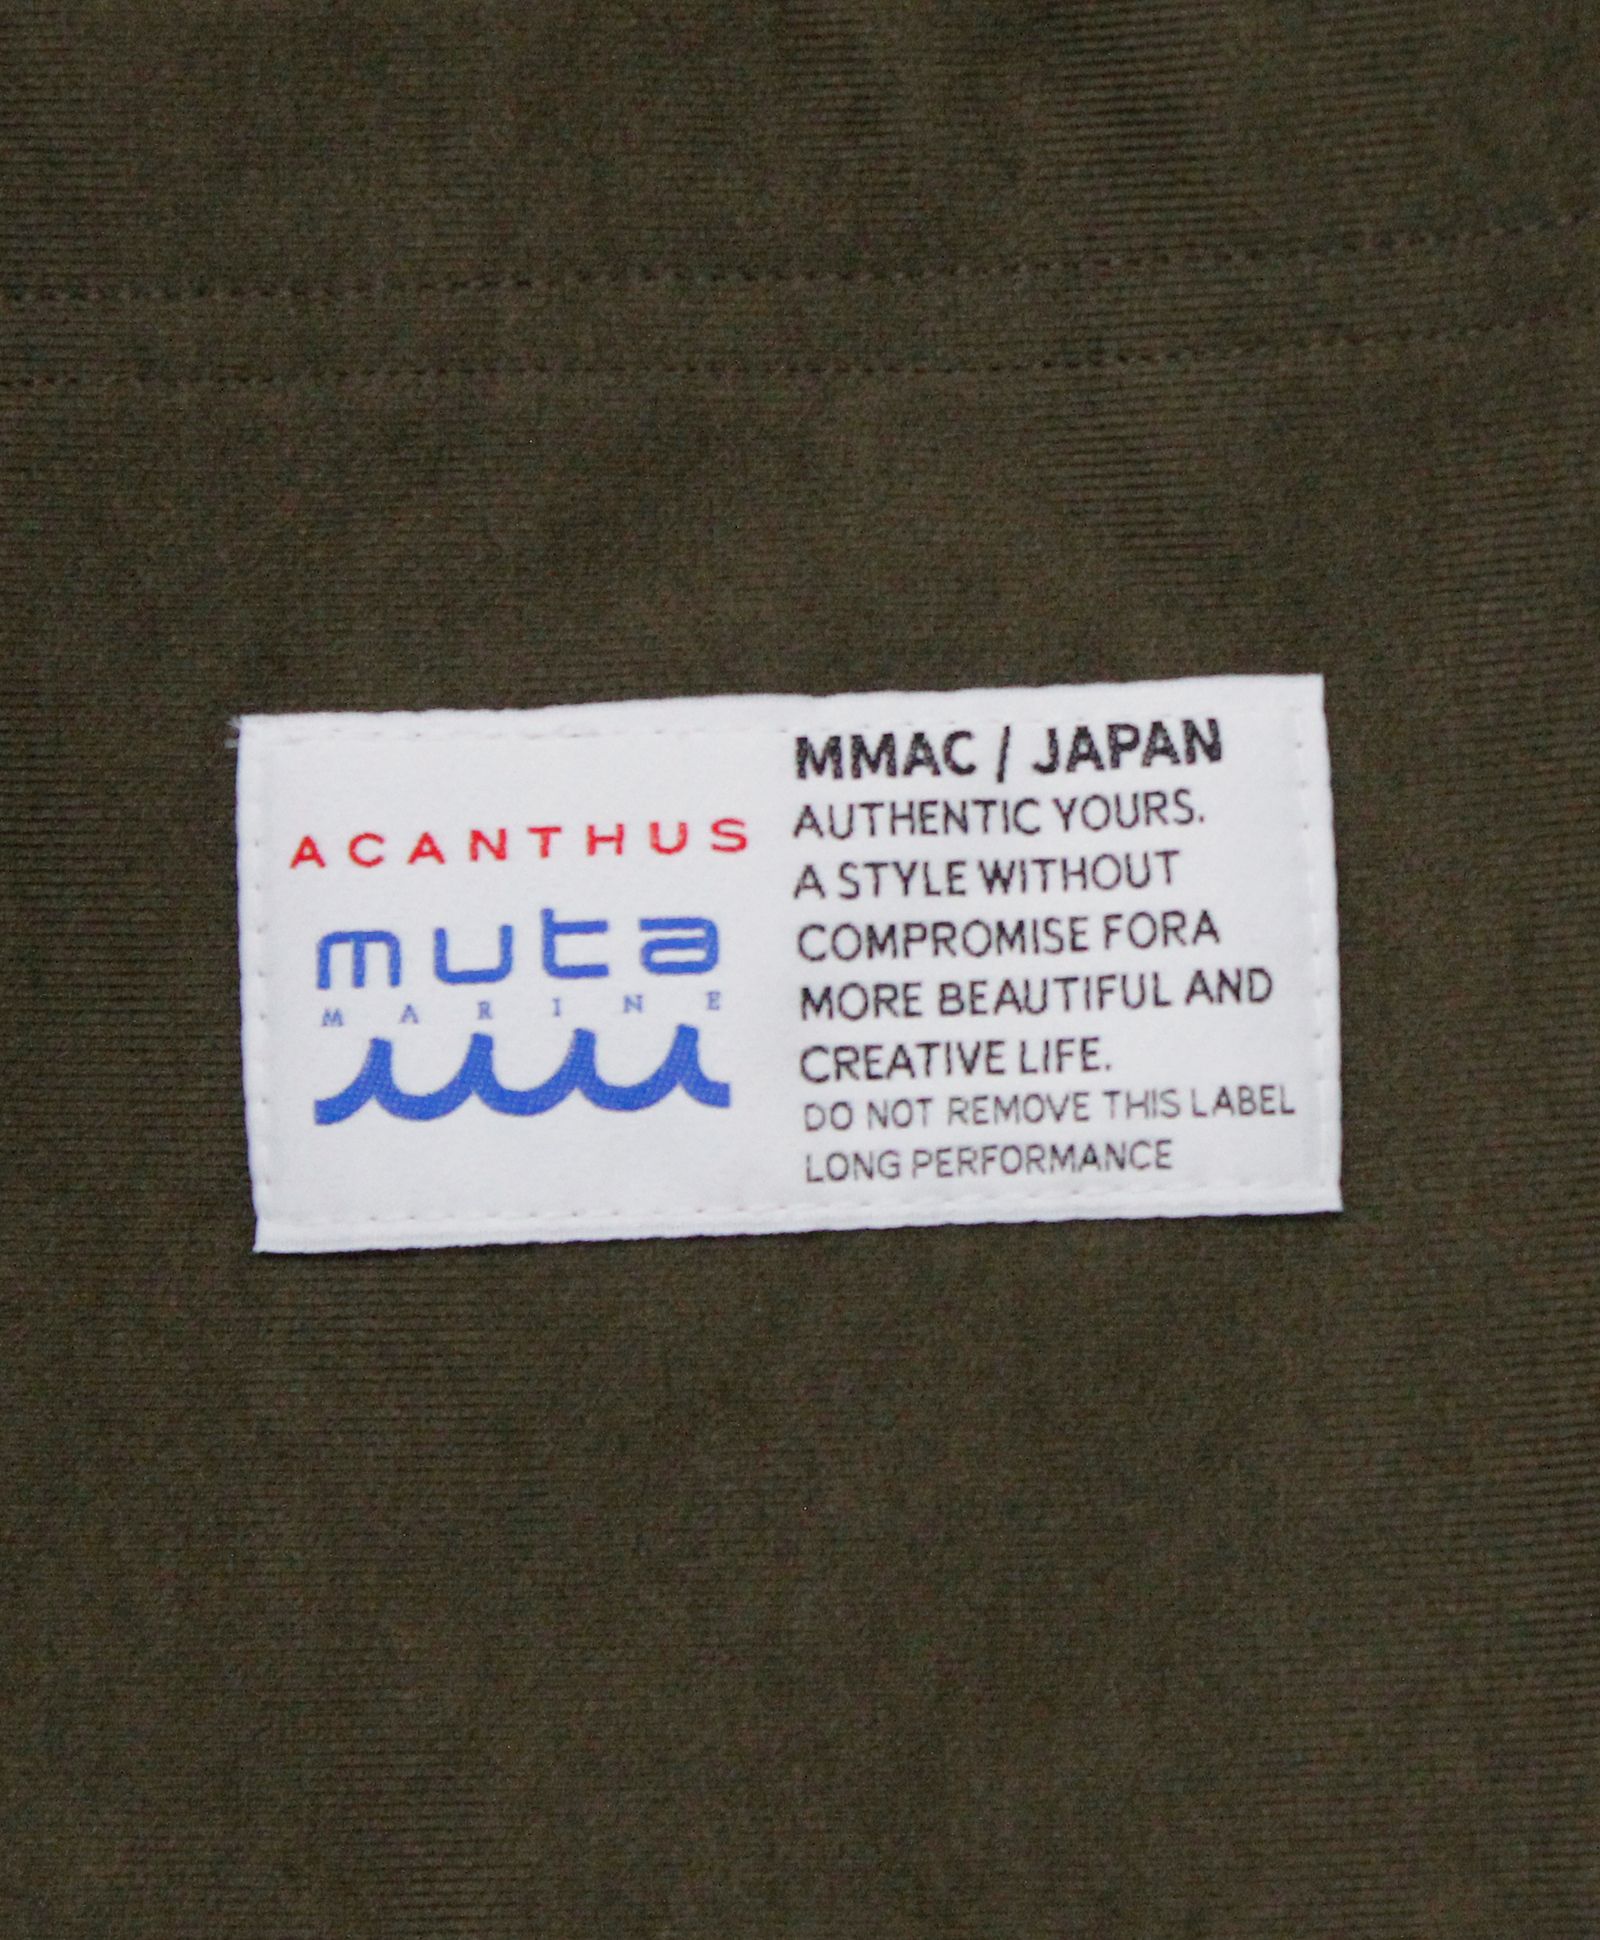 ACANTHUS
muta
MARINE
MMAC / JAPAN
AUTHENTIC YOURS.
A STYLE WITHOUT
COMPROMISE FOR A
MORE BEAUTIFUL AND
CREATIVE LIFE.
DO NOT REMOVE THIS LABEL
LONG PERFORMANCE